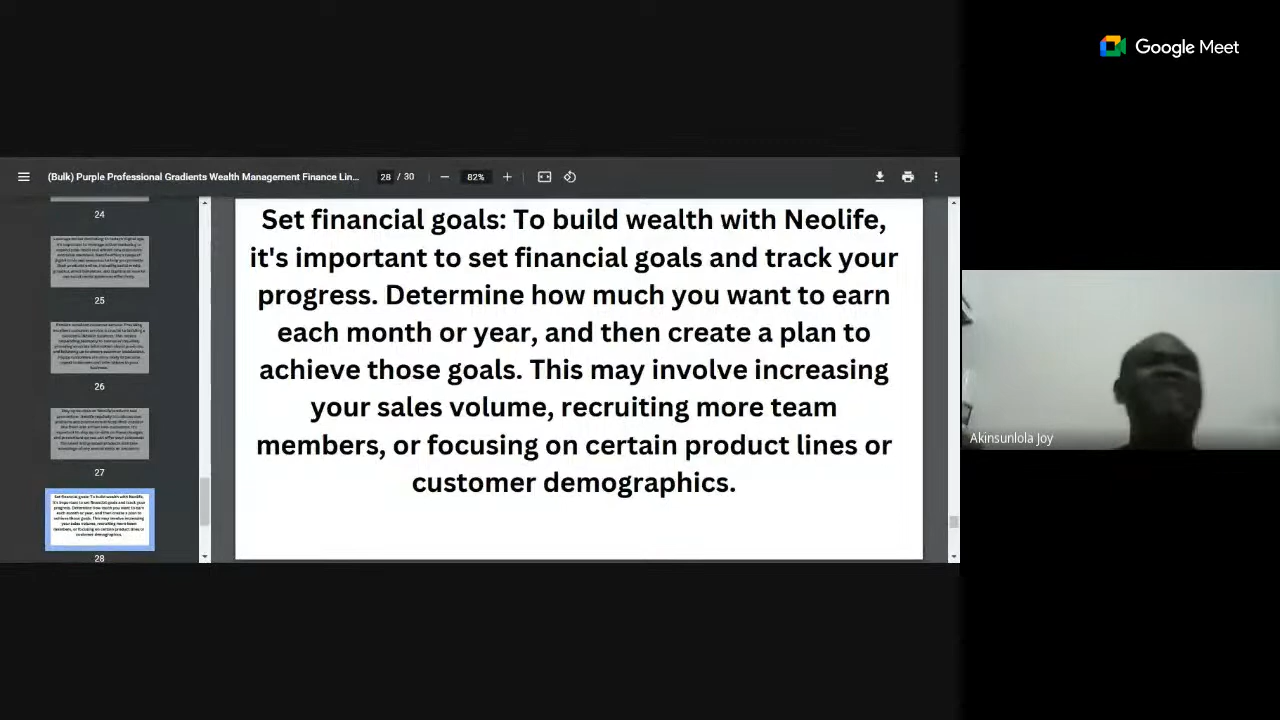 Google Meet
(Bulk) Purple Professional Gradients Wealth Management Finance Lin...
28 / 30
82%
24
25
26
27
28
Set financial goals: To build wealth with Neolife,
it's important to set financial goals and track your
progress. Determine how much you want to earn
each month or year, and then create a plan to
achieve those goals. This may involve increasing
your sales volume, recruiting more team
members, or focusing on certain product lines or
customer demographics.
Akinsunlola Joy